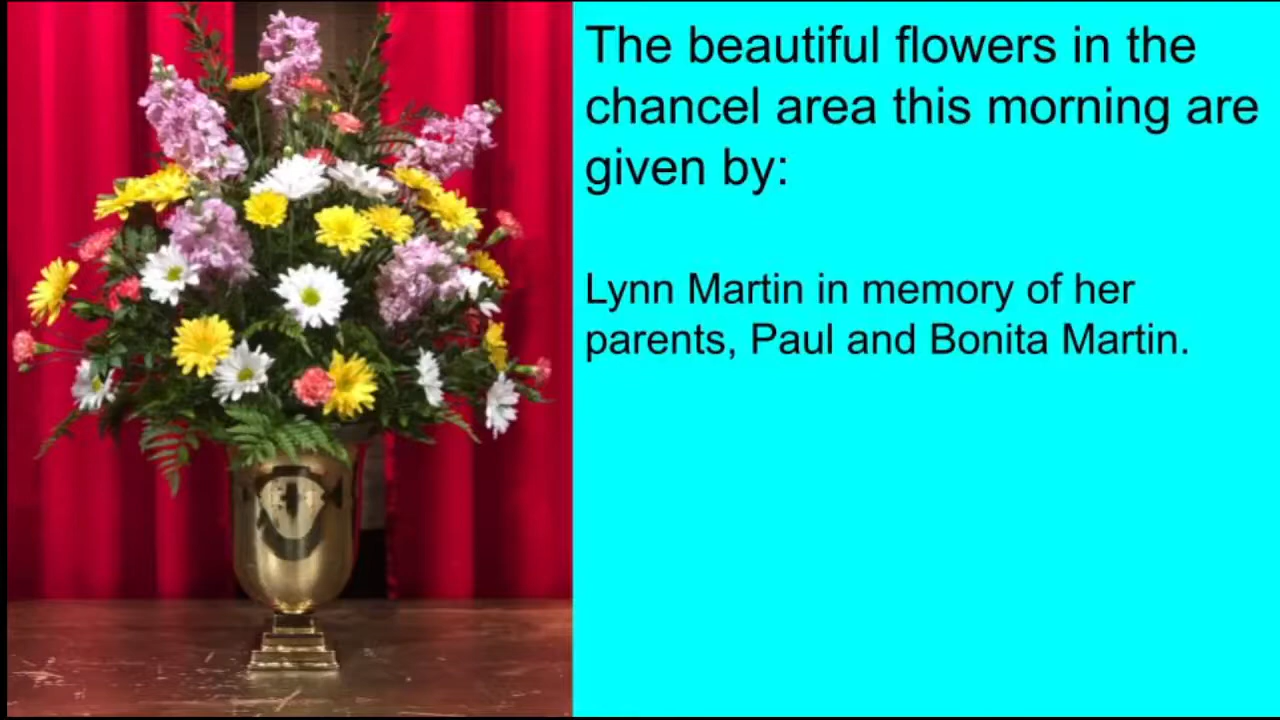 The beautiful flowers in the
chancel area this morning are
given by:
Lynn Martin in memory of her
parents, Paul and Bonita Martin.